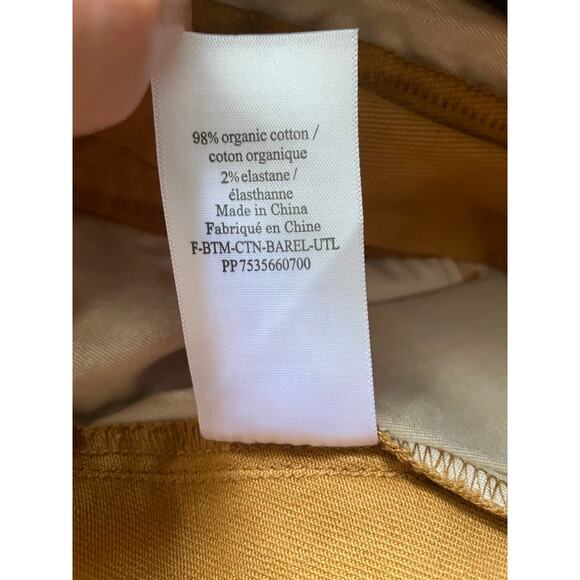 98% organic cotton /
coton organique
2% elastane /
élasthanne
Made in China
Fabriqué en Chine
F-BTM-CTN-BAREL-UTL
PP7535660700